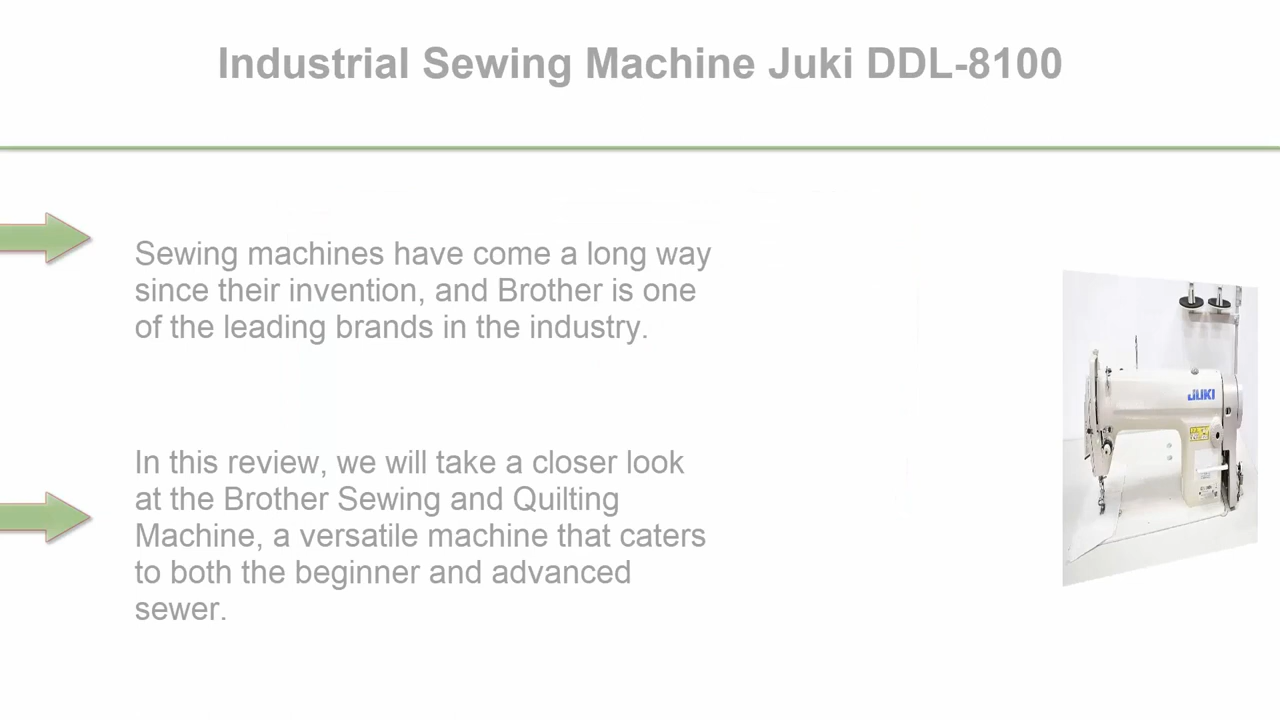 Industrial Sewing Machine Juki DDL-8100
Sewing machines have come a long way
since their invention, and Brother is one
of the leading brands in the industry.
In this review, we will take a closer look
at the Brother Sewing and Quilting
Machine, a versatile machine that caters
to both the beginner and advanced
sewer.
JUKI